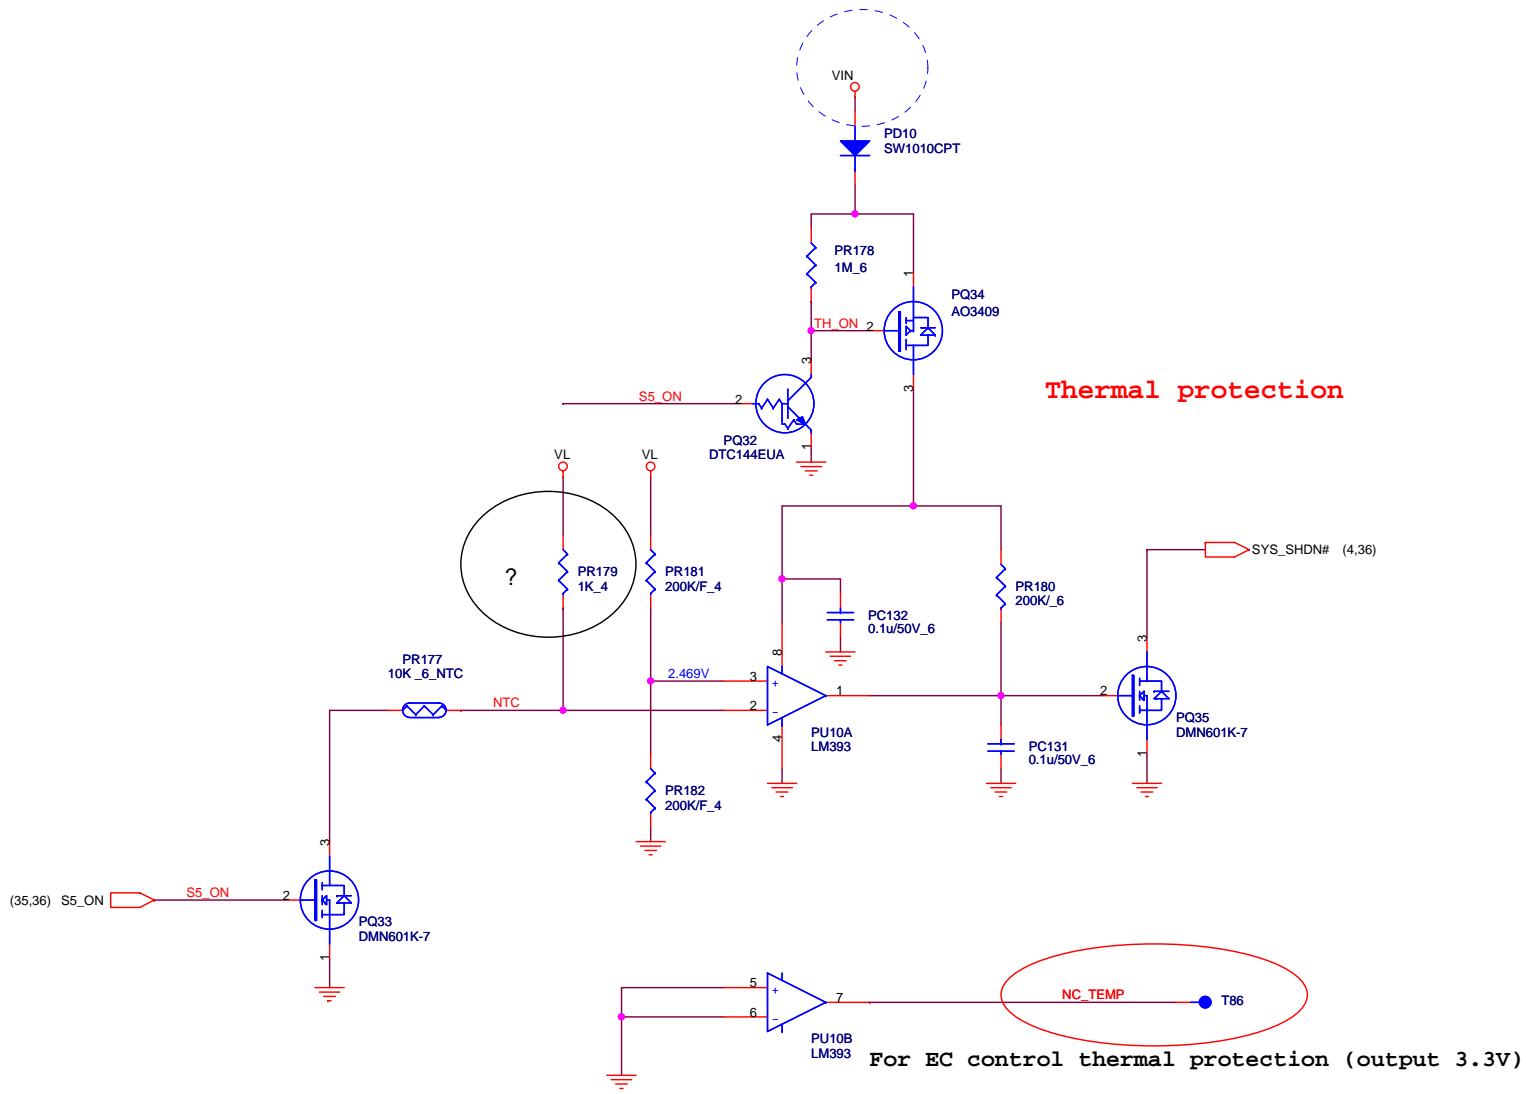 VIN
PD10
SW1010CPT
PR178
1M_6
1
PQ34
AO3409
TH_ON
2
3
3
Thermal protection
S5_ON
2
PQ32
DTC144EUA
1
VL
VL
?
PR179
1K_4
PR181
200K/F_4
PR180
200K/_6
SYS_SHDN# (4,36)
PC132
0.1u/50V_6
8
3
PR177
10K _6_NTC
NTC
2.469V
3
+
2
−
1
4
PU10A
LM393
2
PQ35
DMN601K-7
1
PC131
0.1u/50V_6
PR182
200K/F_4
3
(35,36) S5_ON
S5_ON
2
PQ33
DMN601K-7
1
5
+
6
−
7
NC_TEMP
T86
PU10B
LM393
For EC control thermal protection (output 3.3V)